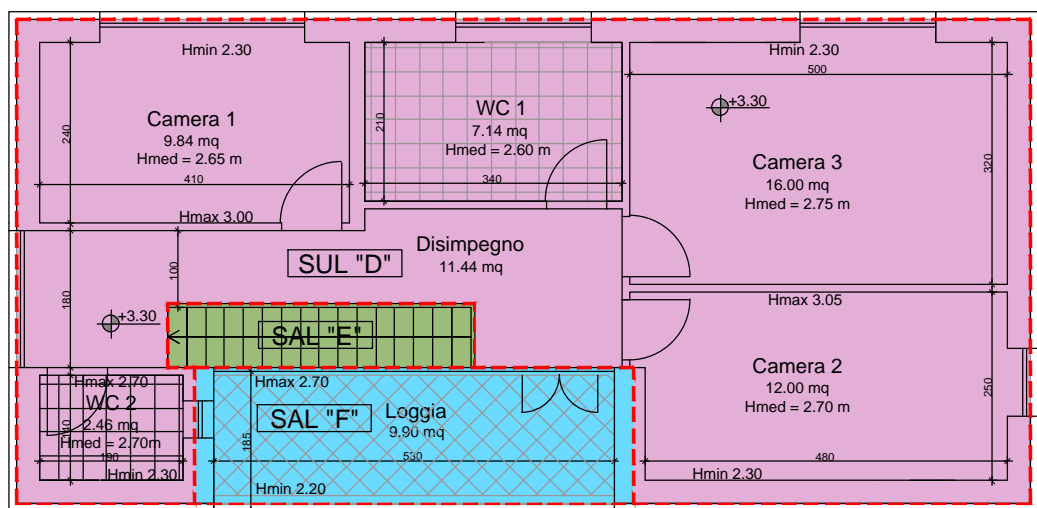 Hmin 2.30
Camera 1
9.84 mq
Hmed = 2.65 m
240
410
Hmax 3.00
WC 1
7.14 mq
Hmed = 2.60 m
210
340
Hmin 2.30
500
+3.30
Camera 3
16.00 mq
Hmed = 2.75 m
320
Disimpegno
11.44 mq
SUL "D"
100
180
+3.30
SAL "E"
Hmax 3.05
Camera 2
12.00 mq
Hmed = 2.70 m
250
480
Hmin 2.30
Hmax 2.70
WC 2
2.46 mq
Hmed = 2.70m
140
190
Hmin 2.30
Hmax 2.70
SAL "F"
Loggia
9.90 mq
185
530
Hmin 2.20